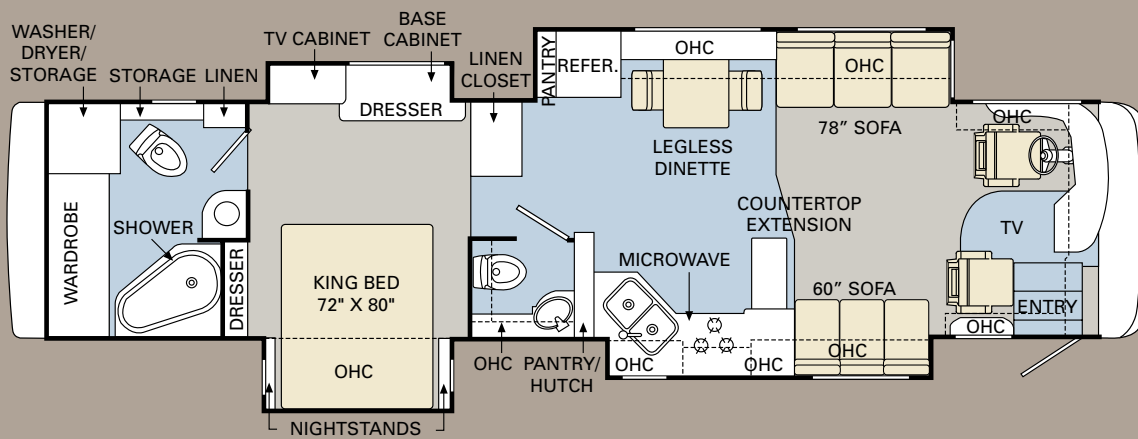 WASHER/
DRYER/
STORAGE
STORAGE
LINEN
TV CABINET
BASE
CABINET
DRESSER
LINEN
CLOSET
PANTRY
REFER.
OHC
LEGLESS
DINETTE
OHC
78” SOFA
OHC
WARDROBE
SHOWER
DRESSER
KING BED
72" X 80"
OHC
NIGHTSTANDS
OHC
PANTRY/
HUTCH
MICROWAVE
COUNTERTOP
EXTENSION
OHC
OHC
60” SOFA
OHC
TV
ENTRY
OHC